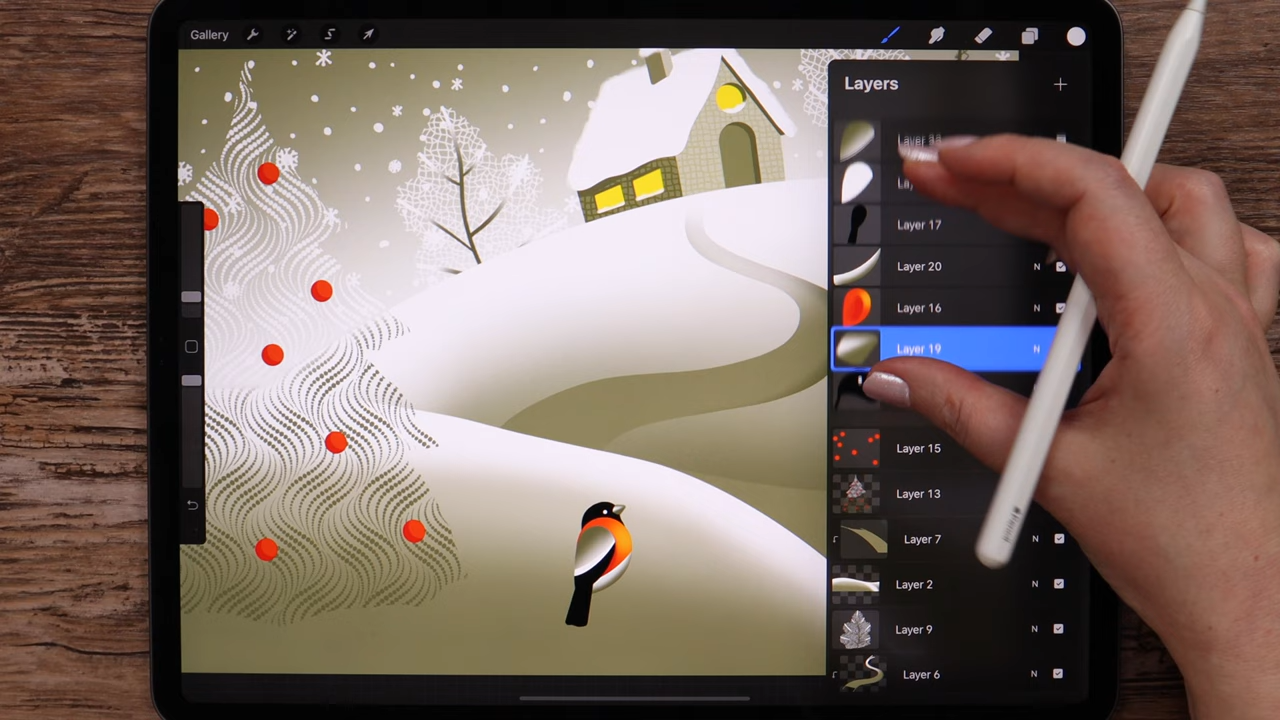 Gallery
Layers
Layer 17
Layer 20 N
Layer 16 N
Layer 19 N
Layer 15
Layer 13
Layer 7 N
Layer 2 N
Layer 9 N
Layer 6 N